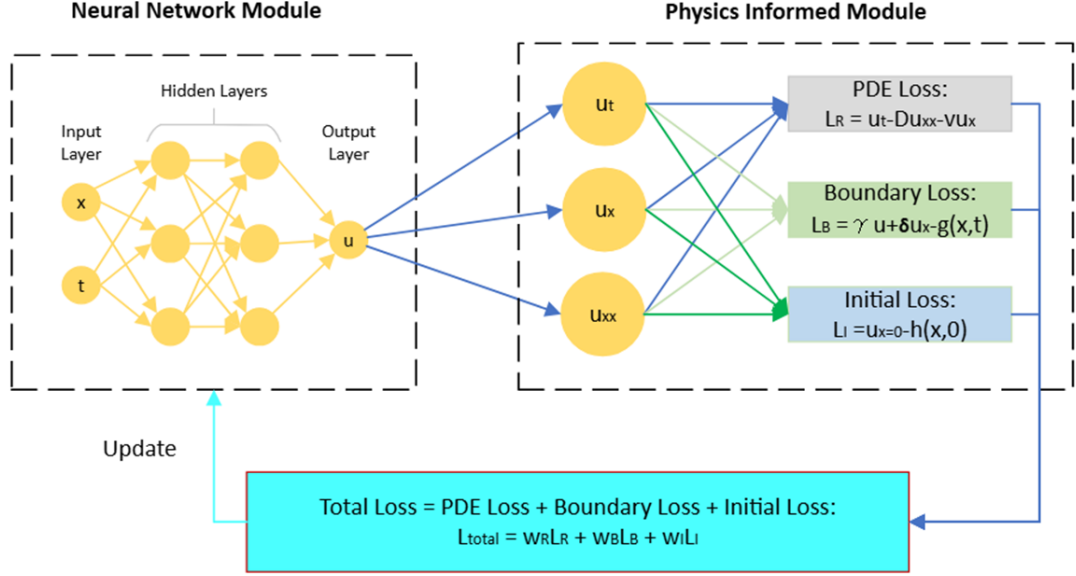 Neural Network Module
Physics Informed Module
Hidden Layers
Input
Layer
Output
Layer
x
t
u
ut
ux
uxx
PDE Loss:
LR = ut-Duxx-vux
Boundary Loss:
LB = γ u+δux-g(x,t)
Initial Loss:
LI =ux=0-h(x,0)
Update
Total Loss = PDE Loss + Boundary Loss + Initial Loss:
Ltotal = wRLR + wBLB + wILI